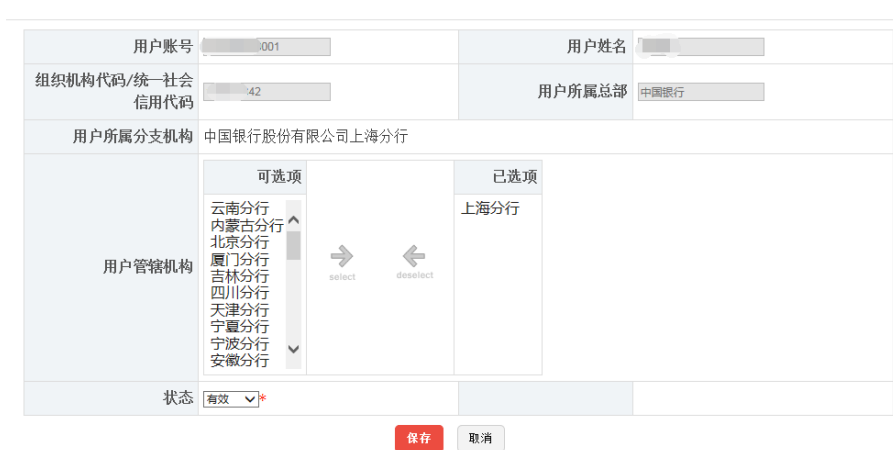 用户账号 001 用户姓名
组织机构代码/统一社会
信用代码 42 用户所属总部 中国银行
用户所属分支机构 中国银行股份有限公司上海分行
用户管辖机构
可选项
云南分行
内蒙古分行
北京分行
厦门分行
吉林分行
四川分行
天津分行
宁夏分行
宁波分行
安徽分行
select deselect
已选项
上海分行
状态 有效 *
保存 取消